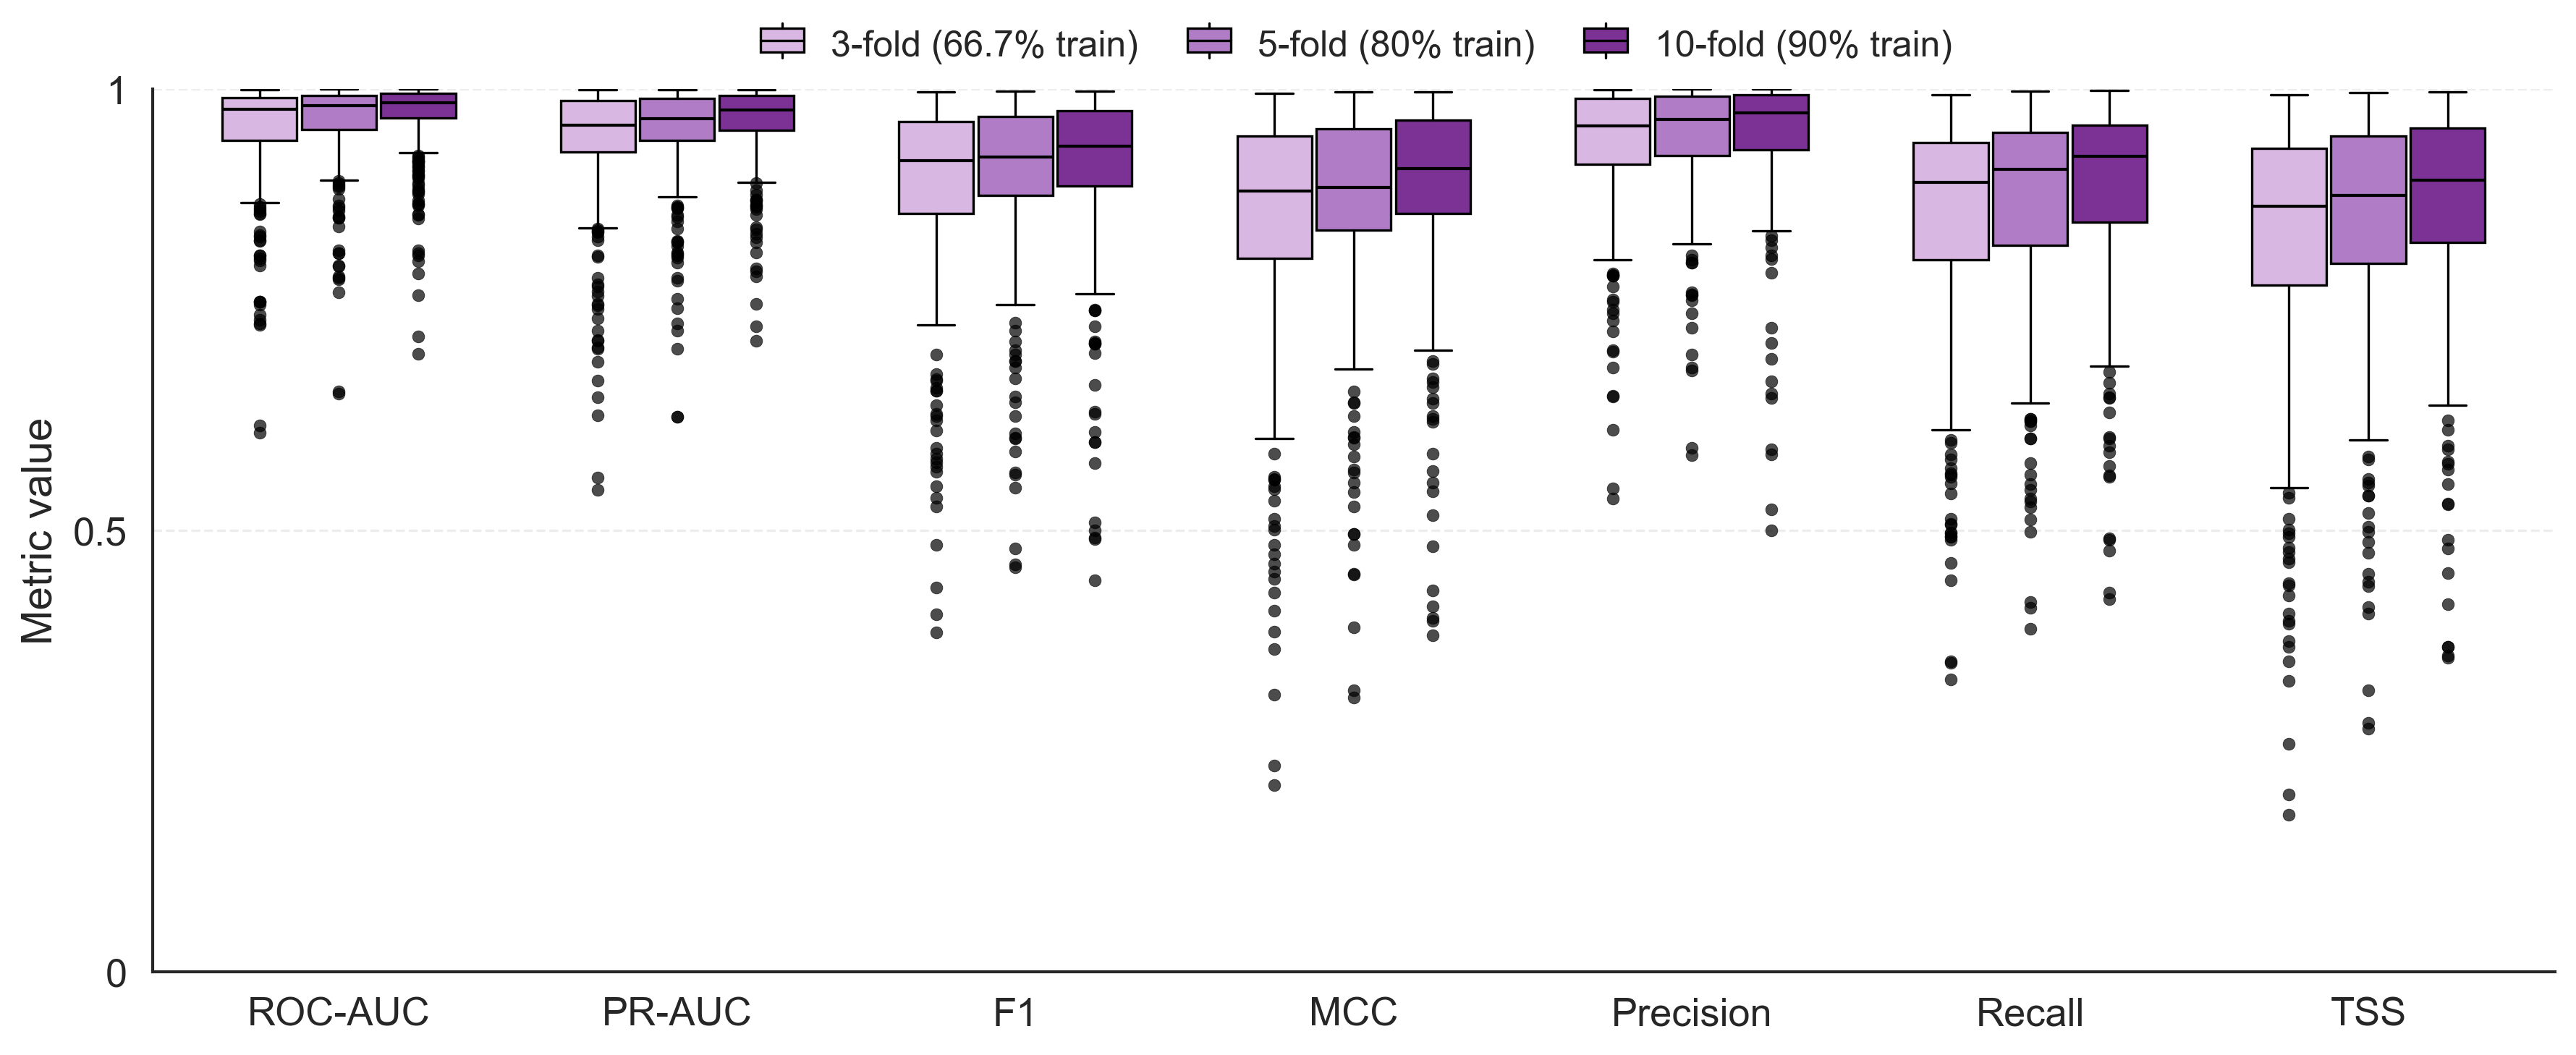 3-fold (66.7% train) 5-fold (80% train) 10-fold (90% train)
1
0.5
0
Metric value
ROC-AUC PR-AUC F1 MCC Precision Recall TSS